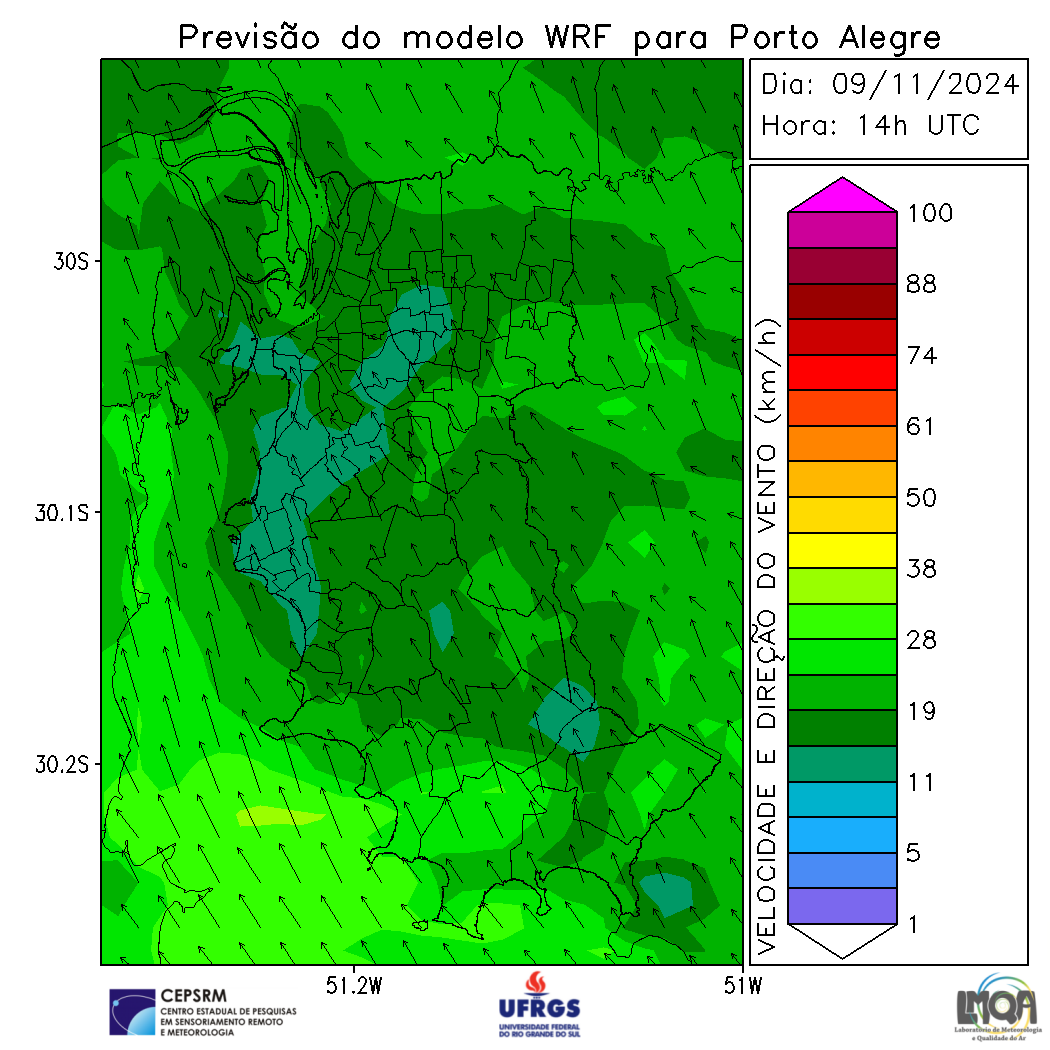 Previsão do modelo WRF para Porto Alegre
Dia: 09/11/2024
Hora: 14h UTC
30S
30.1S
30.2S
51.2W
51W
VELOCIDADE E DIREÇÃO DO VENTO (km/h)
100
88
74
61
50
38
28
19
11
5
1
CEPSRM
CENTRO ESTADUAL DE PESQUISAS
EM SENSORIAMENTO REMOTO
E METEOROLOGIA
UFRGS
UNIVERSIDADE FEDERAL
DO RIO GRANDE DO SUL
LMQA
Laboratório de Meteorologia
e Qualidade do Ar